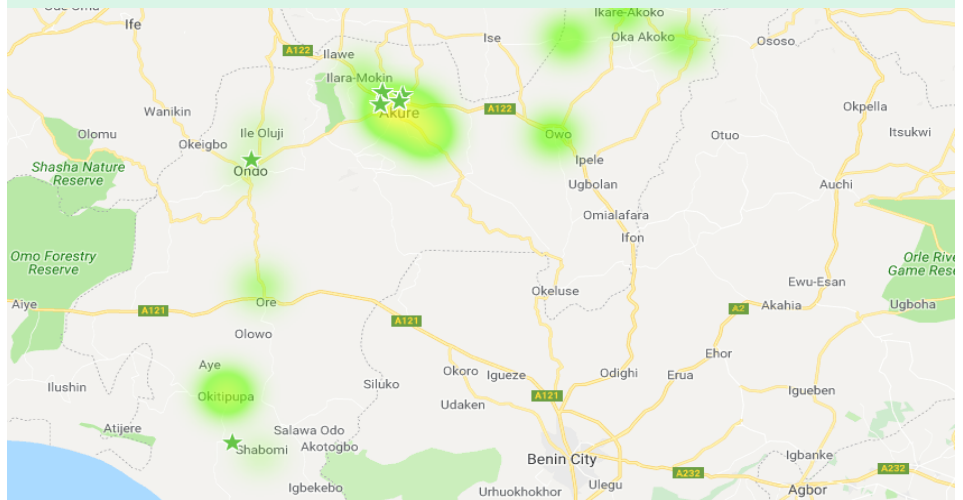 Ikare-Akoko
Ife
Ise
Oka Akoko
Ososo
A122
Ilawe
Ilara-Mokin
Wanikin
A122
Okpella
Akure
Olomu
Ile Oluji
Owo
Otuo
Itsukwi
Okeigbo
Shasha Nature
Reserve
Ondo
Ipele
Ugbolan
Auchi
Omialafara
Ifon
Omo Forestry
Reserve
Orle Rive
Game Rese
Ewu-Esan
Aiye
Ore
Okeluse
Akahia
Ugboha
A121
A121
A2
Olowo
Ehor
Aye
Okoro
Igueze
Odighi
Erua
Ilushin
Siluko
Igueben
Okitipupa
A121
Udaken
Atijere
Salawa Odo
Shabomi
Akotogbo
Benin City
Igbanke
A232
A232
Igbekebo
Urhuokhokhor
Ulegu
Agbor